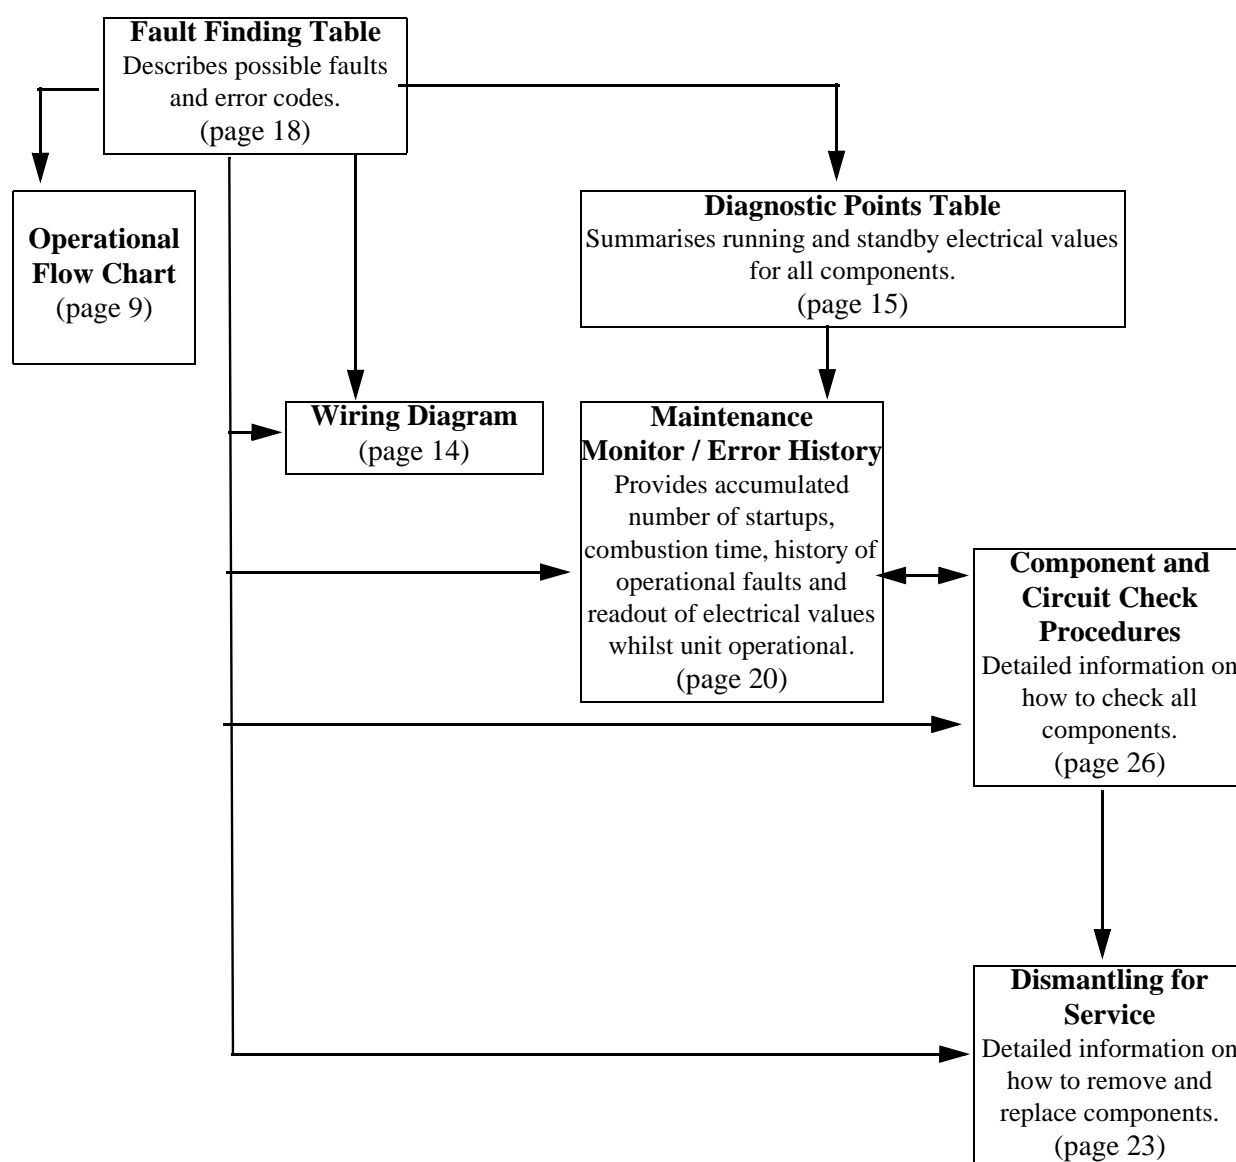 Fault Finding Table
Describes possible faults
and error codes.
(page 18)
Operational
Flow Chart
(page 9)
Diagnostic Points Table
Summarises running and standby electrical values
for all components.
(page 15)
Wiring Diagram
(page 14)
Maintenance
Monitor / Error History
Provides accumulated
number of startups,
combustion time, history of
operational faults and
readout of electrical values
whilst unit operational.
(page 20)
Component and
Circuit Check
Procedures
Detailed information on
how to check all
components.
(page 26)
Dismantling for
Service
Detailed information on
how to remove and
replace components.
(page 23)